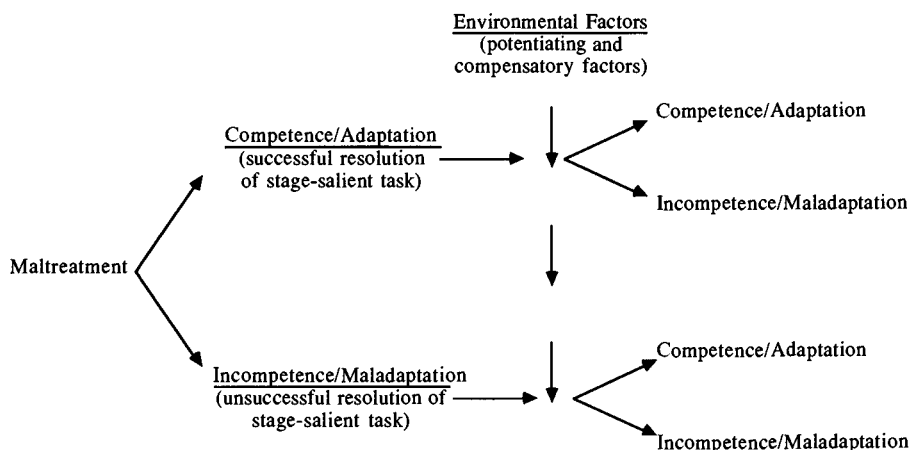 Environmental Factors
(potentiating and
compensatory factors)
Competence/Adaptation
Competence/Adaptation
(successful resolution
of stage-salient task)
Incompetence/Maladaptation
Maltreatment
Competence/Adaptation
Incompetence/Maladaptation
(unsuccessful resolution of
stage-salient task)
Incompetence/Maladaptation